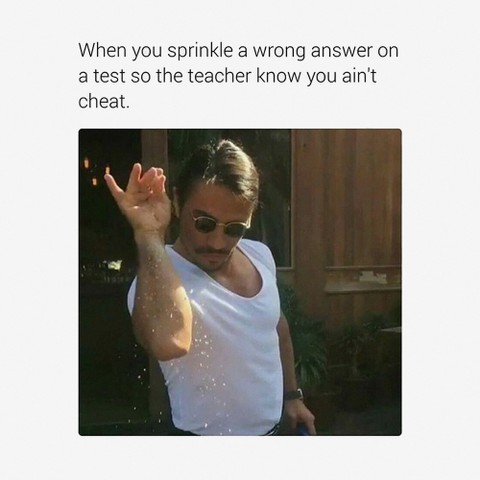 When you sprinkle a wrong answer on
a test so the teacher know you ain't
cheat.